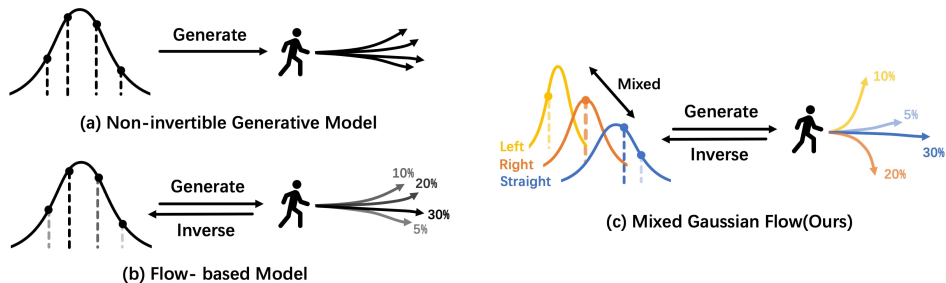 Generate
(a) Non-invertible Generative Model
Generate
Inverse
10%
20%
30%
5%
(b) Flow- based Model
Mixed
Left
Right
Straight
Generate
Inverse
10%
5%
30%
20%
(c) Mixed Gaussian Flow(Ours)